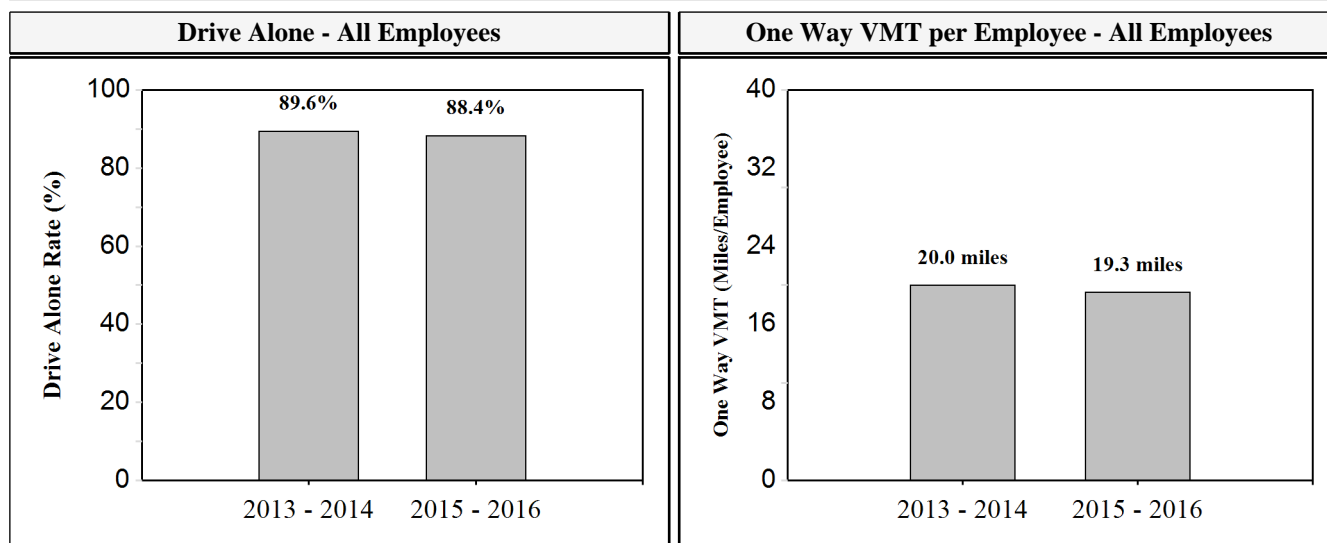 Drive Alone - All Employees
One Way VMT per Employee - All Employees
Drive Alone Rate (%)
100
80
60
40
20
0
89.6%
88.4%
2013 - 2014
2015 - 2016
One Way VMT (Miles/Employee)
40
32
24
16
8
0
20.0 miles
19.3 miles
2013 - 2014
2015 - 2016